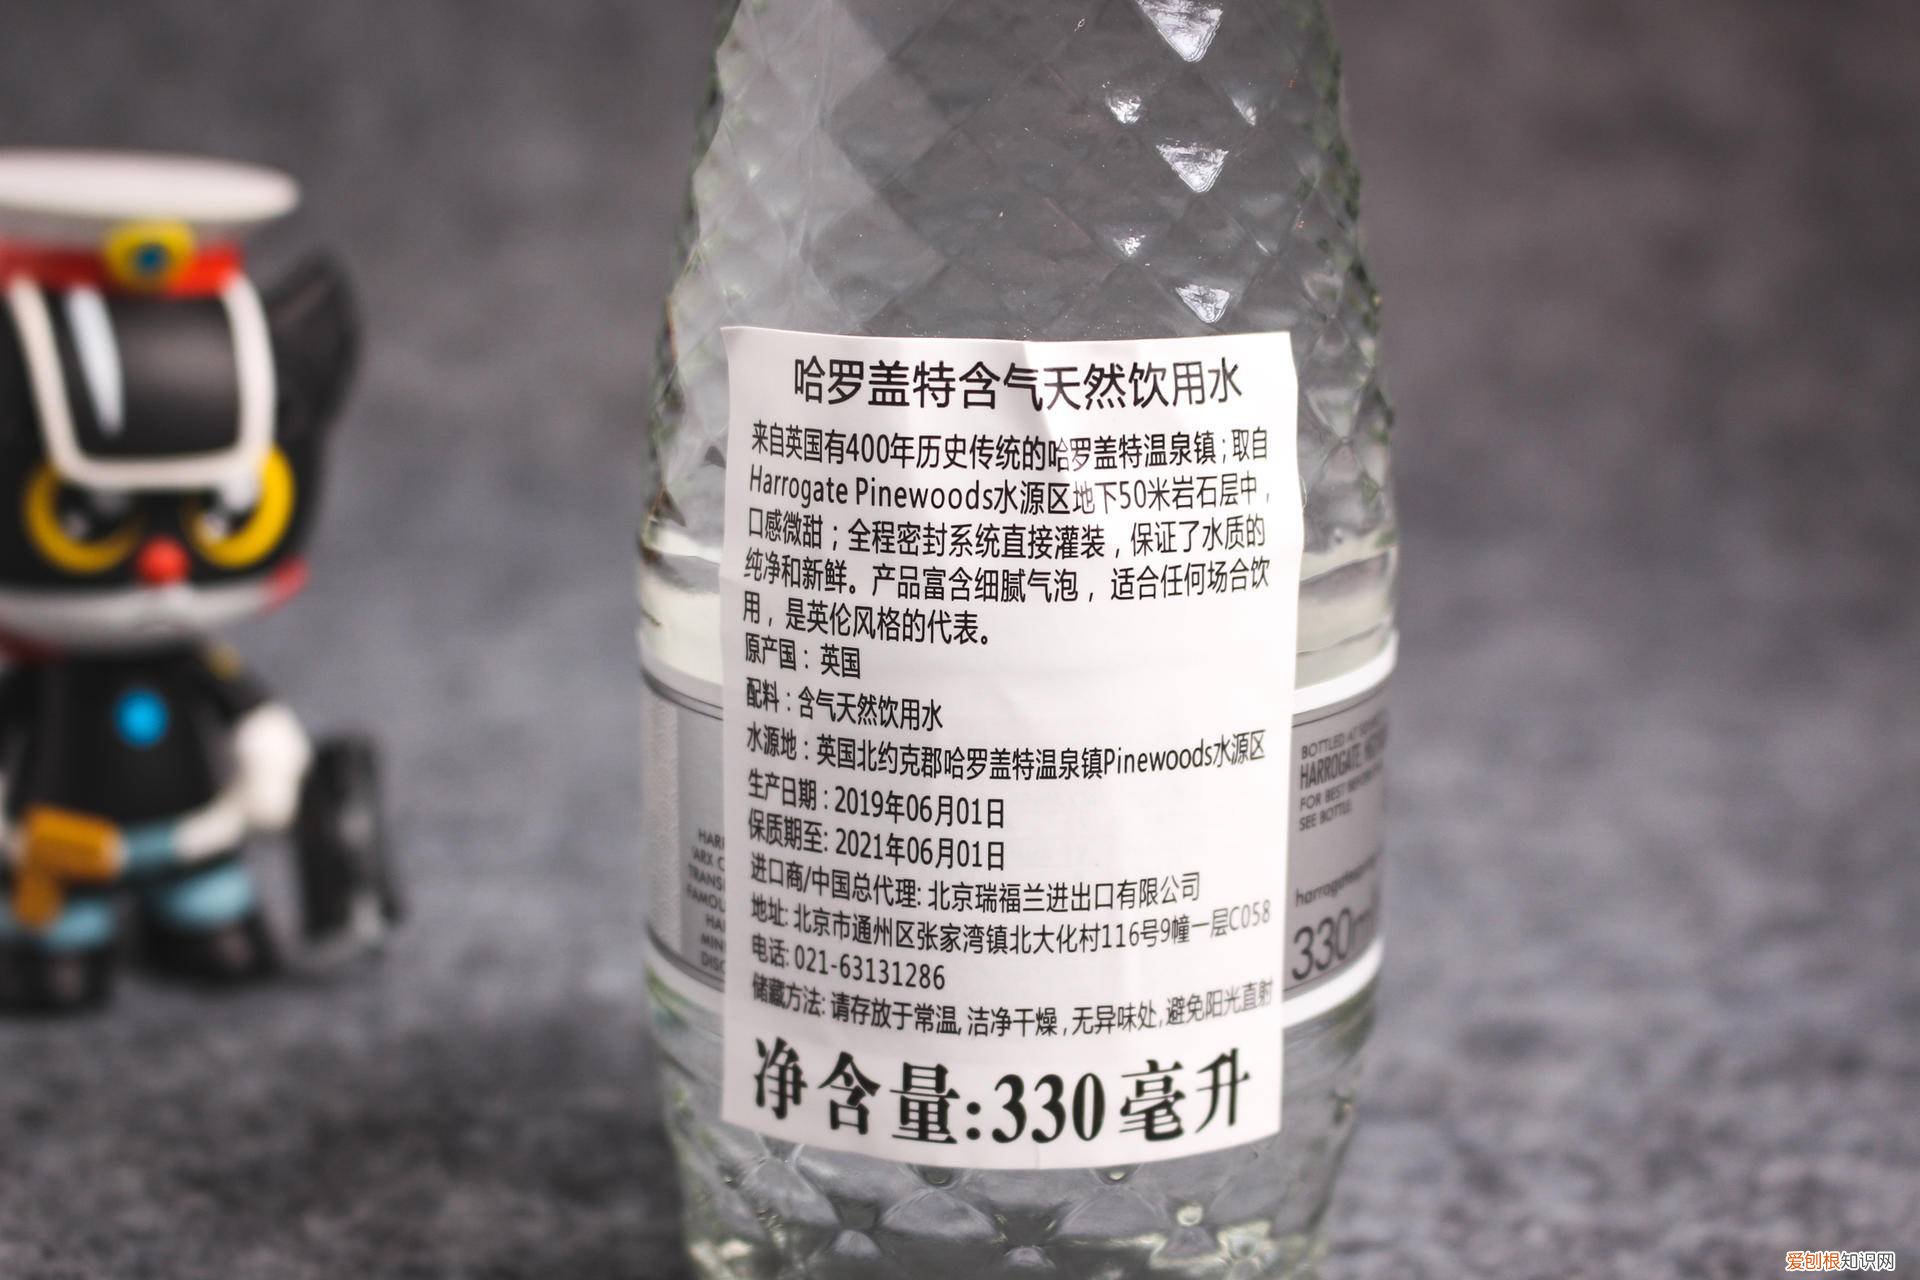 哈罗盖特含气天然饮用水
来自英国有400年历史传统的哈罗盖特温泉镇；取自
Harrogate Pinewoods水源区地下50米岩石层中，
口感微甜；全程密封系统直接灌装，保证了水质的
纯净和新鲜。产品富含细腻气泡，适合任何场合饮
用，是英伦风格的代表。
原产国：英国
配料：含气天然饮用水
水源地：英国北约克郡哈罗盖特温泉镇Pinewoods水源区
生产日期：2019年06月01日
保质期至: 2021年06月01日
进口商/中国总代理: 北京瑞福兰进出口有限公司
地址: 北京市通州区张家湾镇北大化村116号9幢一层C058
电话: 021-63131286
储藏方法: 请存放于常温, 洁净干燥, 无异味处, 避免阳光直射
净含量:330毫升
BOTTLED AT
HARROGATE,
FOR BEST
SEE BOTTLE.
330m
爱刨根知识网